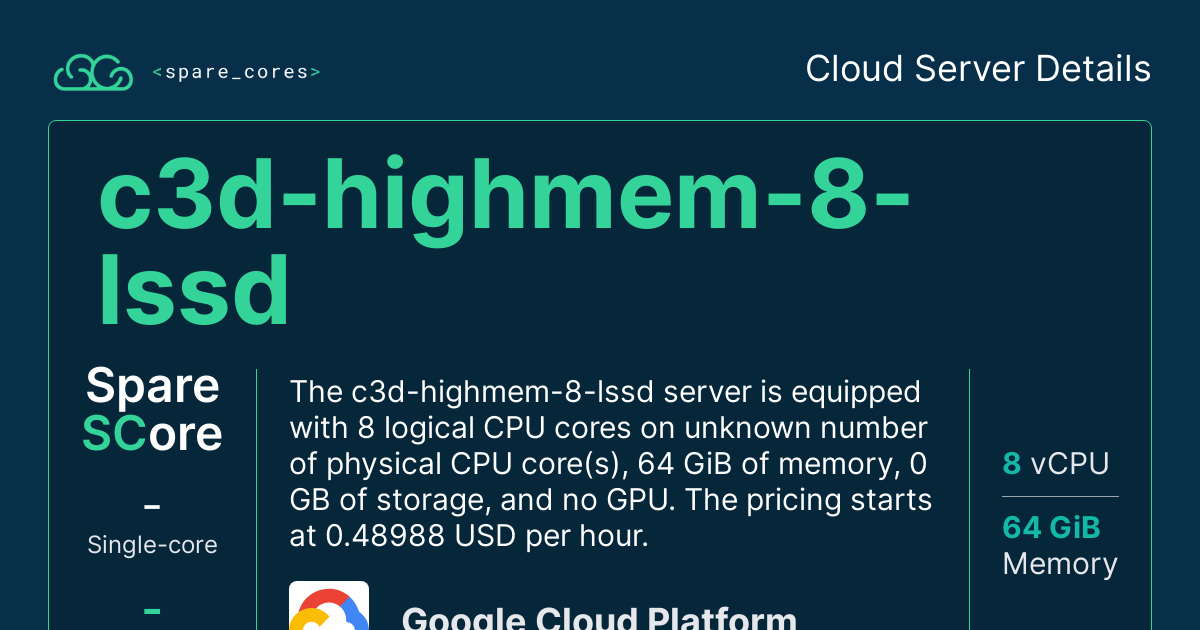 <spare_cores>
Cloud Server Details
c3d-highmem-8-
lssd
Spare
SCore
–
Single-core
–
The c3d-highmem-8-lssd server is equipped
with 8 logical CPU cores on unknown number
of physical CPU core(s), 64 GiB of memory, 0
GB of storage, and no GPU. The pricing starts
at 0.48988 USD per hour.
Google Cloud Platform
8 vCPU
64 GiB
Memory